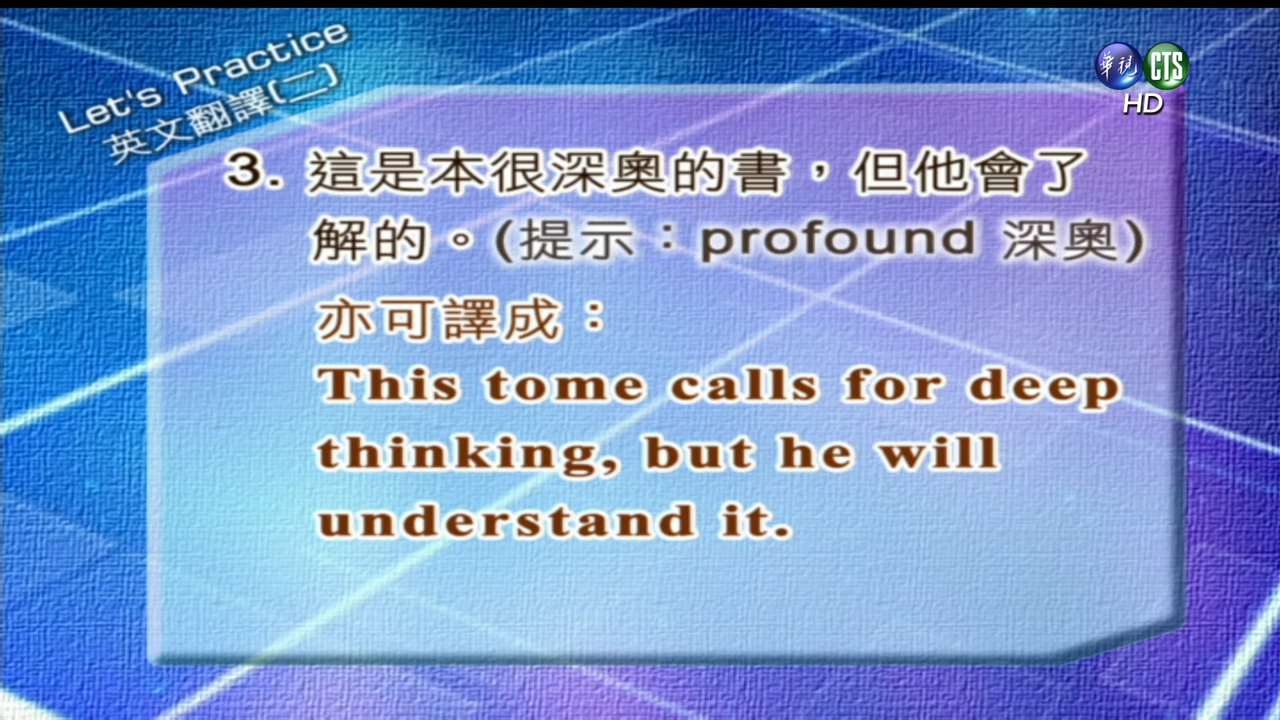 Let's Practice
英文翻譯(二)
華視 CTS
HD
3. 這是本很深奧的書，但他會了
解的。(提示：profound 深奧)
亦可譯成：
This tome calls for deep
thinking, but he will
understand it.